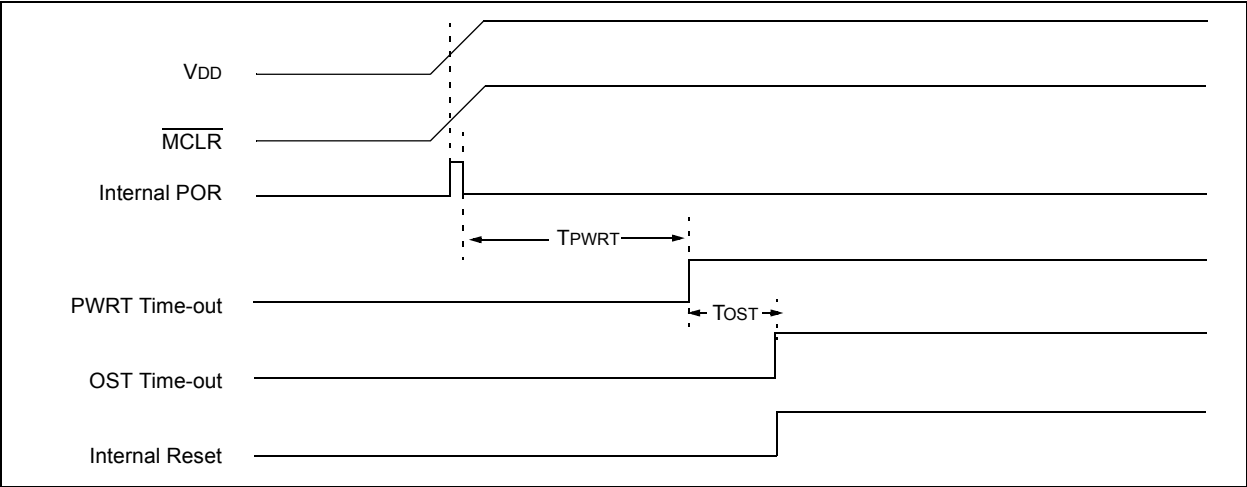 VDD
MCLR
Internal POR
TPWRT
PWRT Time-out
TOST
OST Time-out
Internal Reset